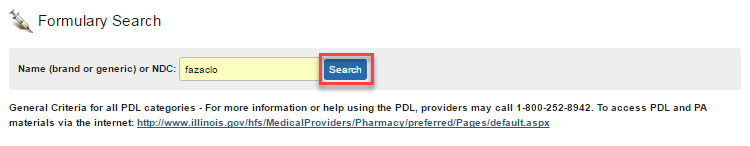 Formulary Search
Name (brand or generic) or NDC: fazaclo Search
General Criteria for all PDL categories - For more information or help using the PDL, providers may call 1-800-252-8942. To access PDL and PA
materials via the internet: http://www.illinois.gov/hfs/MedicalProviders/Pharmacy/preferred/Pages/default.aspx